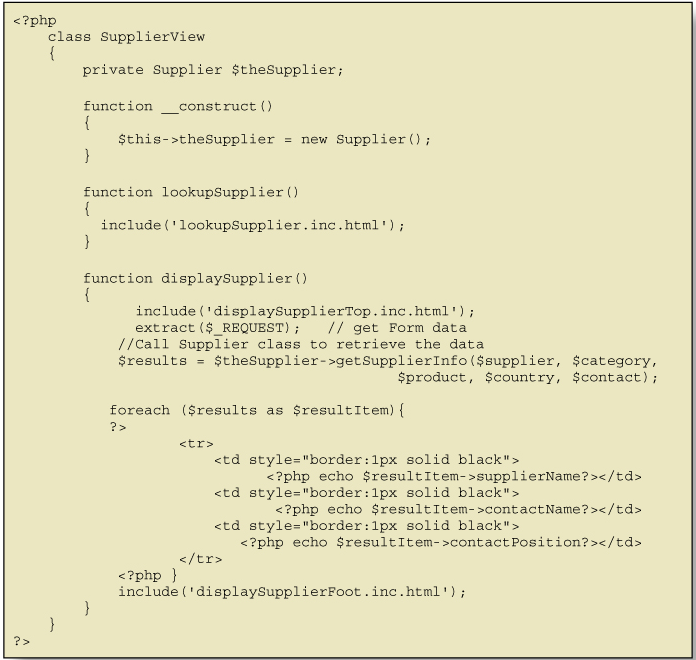 <?php
    class SupplierView
    {
        private Supplier $theSupplier;

        function __construct()
        {
            $this->theSupplier = new Supplier();
        }

        function lookupSupplier()
        {
          include('lookupSupplier.inc.html');
        }

        function displaySupplier()
        {
              include('displaySupplierTop.inc.html');
              extract($_REQUEST);   // get Form data
            //Call Supplier class to retrieve the data
            $results = $theSupplier->getSupplierInfo($supplier, $category,
                                            $product, $country, $contact);

           foreach ($results as $resultItem){
           ?>
                   <tr>
                       <td style="border:1px solid black">
                             <?php echo $resultItem->supplierName?></td>
                       <td style="border:1px solid black">
                              <?php echo $resultItem->contactName?></td>
                       <td style="border:1px solid black">
                          <?php echo $resultItem->contactPosition?></td>
                   </tr>
            <?php }
            include('displaySupplierFoot.inc.html');
        }
    }
?>